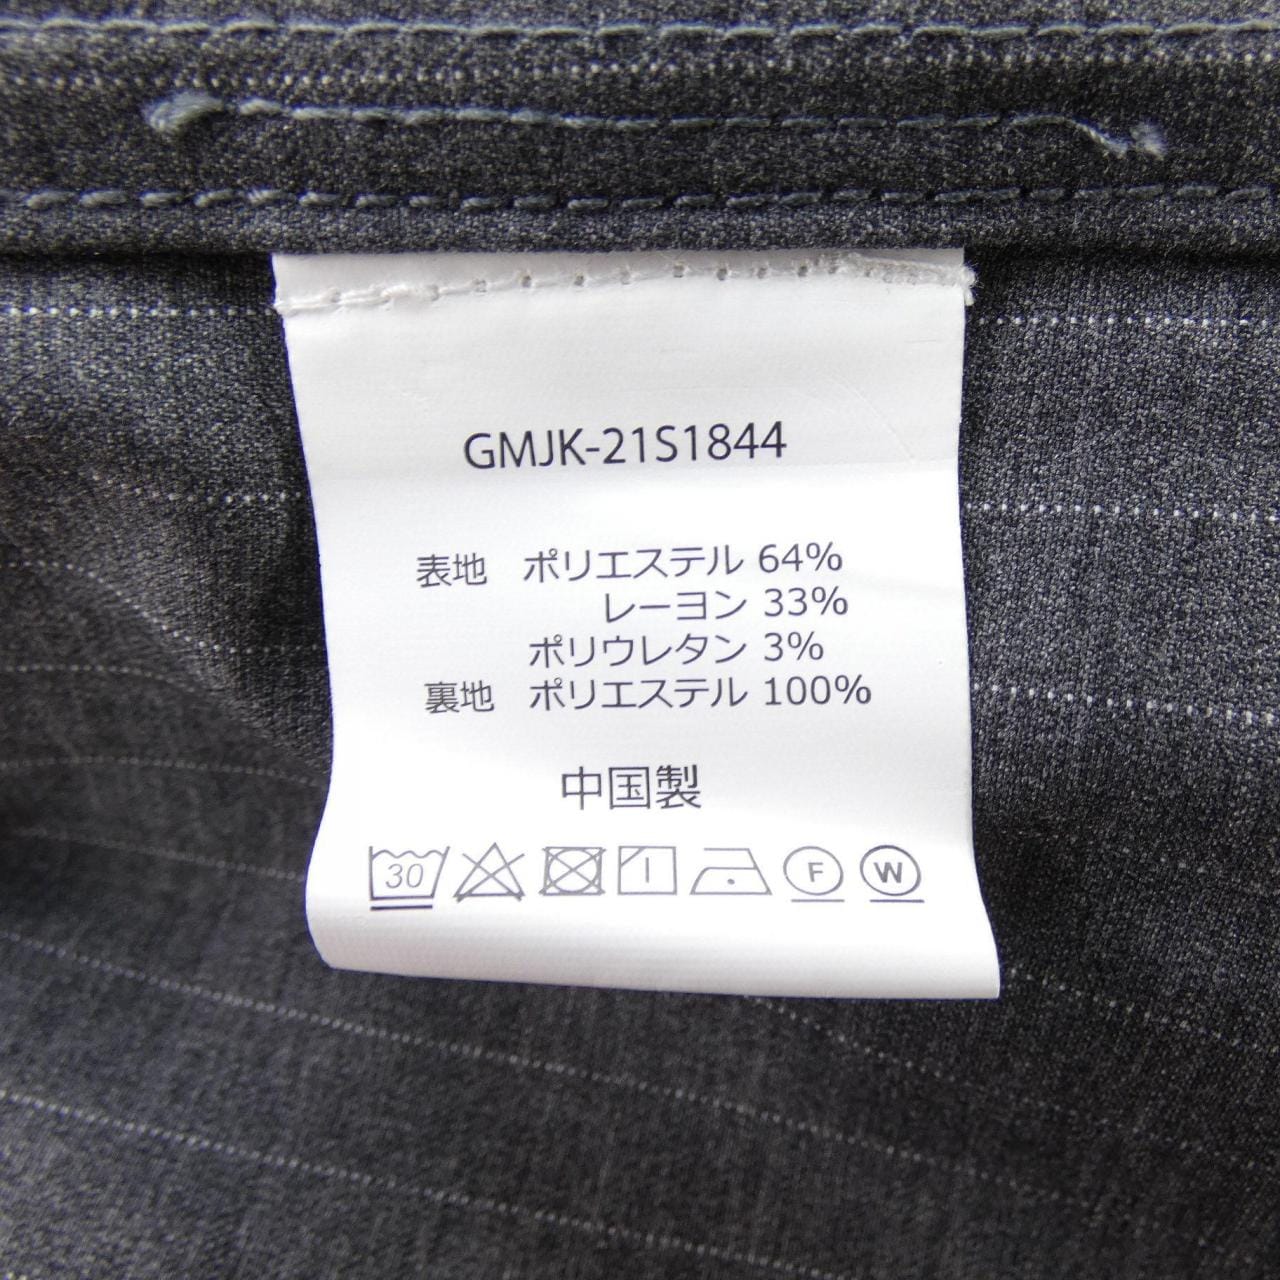 GMJK-21S1844
表地 ポリエステル 64%
レーヨン 33%
ポリウレタン 3%
裏地 ポリエステル 100%
中国製
30 F W